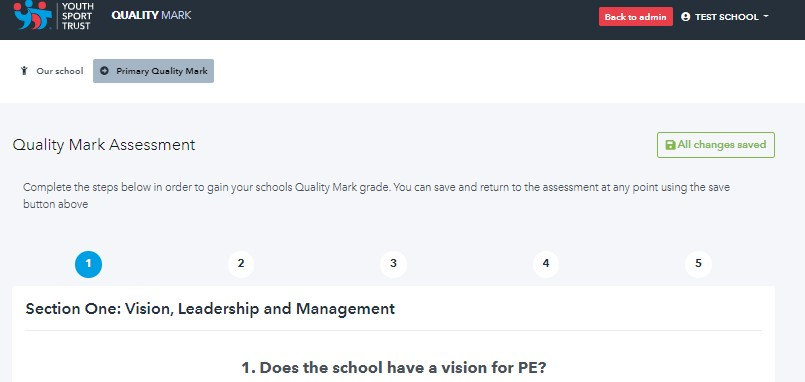 YOUTH
SPORT
TRUST
QUALITY MARK
Back to admin
TEST SCHOOL
Our school
Primary Quality Mark
Quality Mark Assessment
All changes saved
Complete the steps below in order to gain your schools Quality Mark grade. You can save and return to the assessment at any point using the save
button above
1 2 3 4 5
Section One: Vision, Leadership and Management
1. Does the school have a vision for PE?